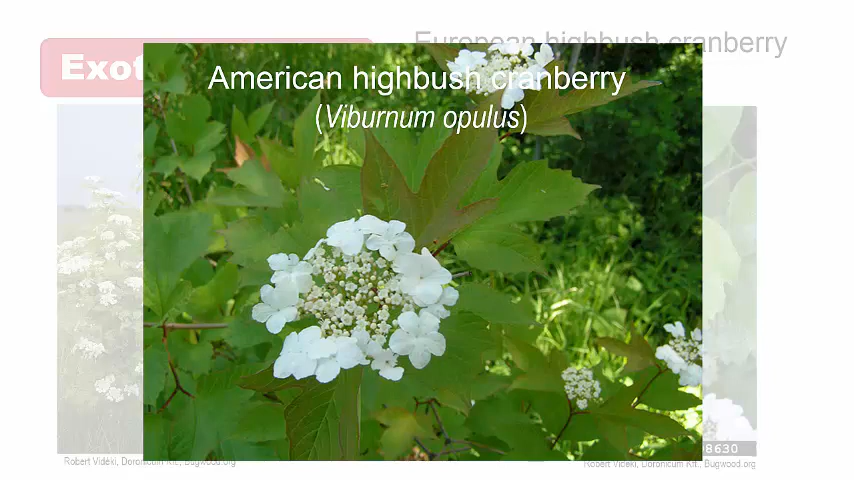 European highbush cranberry
Exot
American highbush cranberry
(Viburnum opulus)
08630
Robert Vidéki, Doronicum Kft., Bugwood.org
Robert Vidéki, Doronicum Kft., Bugwood.org